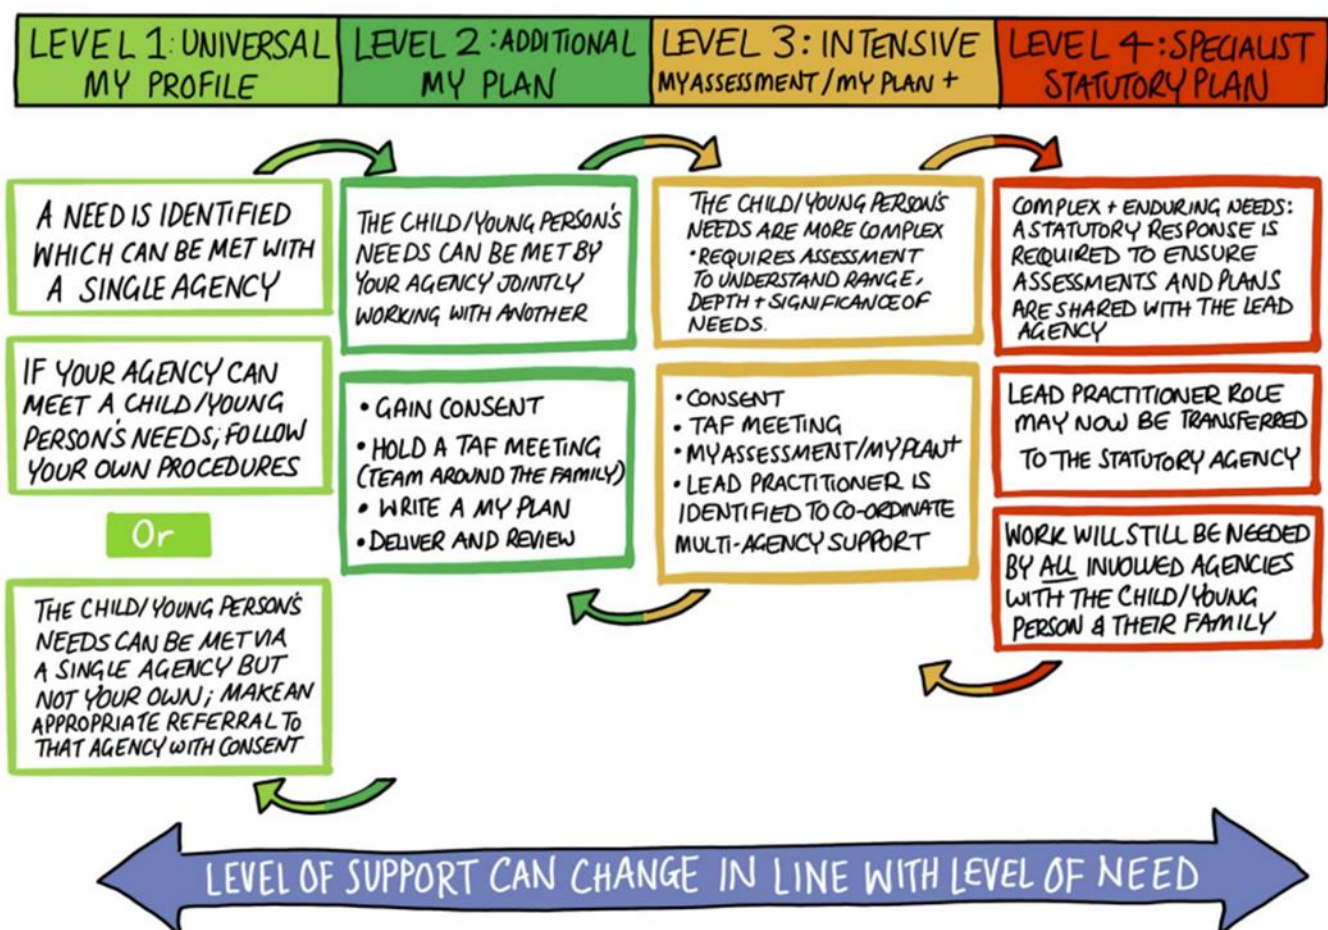 LEVEL 1: UNIVERSAL
MY PROFILE
LEVEL 2: ADDITIONAL
MY PLAN
LEVEL 3: INTENSIVE
MY ASSESSMENT / MY PLAN +
LEVEL 4: SPECIALIST
STATUTORY PLAN
A NEED IS IDENTIFIED
WHICH CAN BE MET WITH
A SINGLE AGENCY
IF YOUR AGENCY CAN
MEET A CHILD/YOUNG
PERSON'S NEEDS; FOLLOW
YOUR OWN PROCEDURES
Or
THE CHILD/YOUNG PERSON'S
NEEDS CAN BE MET VIA
A SINGLE AGENCY BUT
NOT YOUR OWN; MAKE AN
APPROPRIATE REFERRAL TO
THAT AGENCY WITH CONSENT
THE CHILD/YOUNG PERSON'S
NEEDS CAN BE MET BY
YOUR AGENCY JOINTLY
WORKING WITH ANOTHER
• GAIN CONSENT
• HOLD A TAF MEETING
(TEAM AROUND THE FAMILY)
• WRITE A MY PLAN
• DELIVER AND REVIEW
THE CHILD/YOUNG PERSON'S
NEEDS ARE MORE COMPLEX
• REQUIRES ASSESSMENT
TO UNDERSTAND RANGE,
DEPTH + SIGNIFICANCE OF
NEEDS.
• CONSENT
• TAF MEETING
• MY ASSESSMENT/MY PLAN+
• LEAD PRACTITIONER IS
IDENTIFIED TO CO-ORDINATE
MULTI-AGENCY SUPPORT
COMPLEX + ENDURING NEEDS:
A STATUTORY RESPONSE IS
REQUIRED TO ENSURE
ASSESSMENTS AND PLANS
ARE SHARED WITH THE LEAD
AGENCY
LEAD PRACTITIONER ROLE
MAY NOW BE TRANSFERRED
TO THE STATUTORY AGENCY
WORK WILL STILL BE NEEDED
BY ALL INVOLVED AGENCIES
WITH THE CHILD/YOUNG
PERSON & THEIR FAMILY
LEVEL OF SUPPORT CAN CHANGE IN LINE WITH LEVEL OF NEED